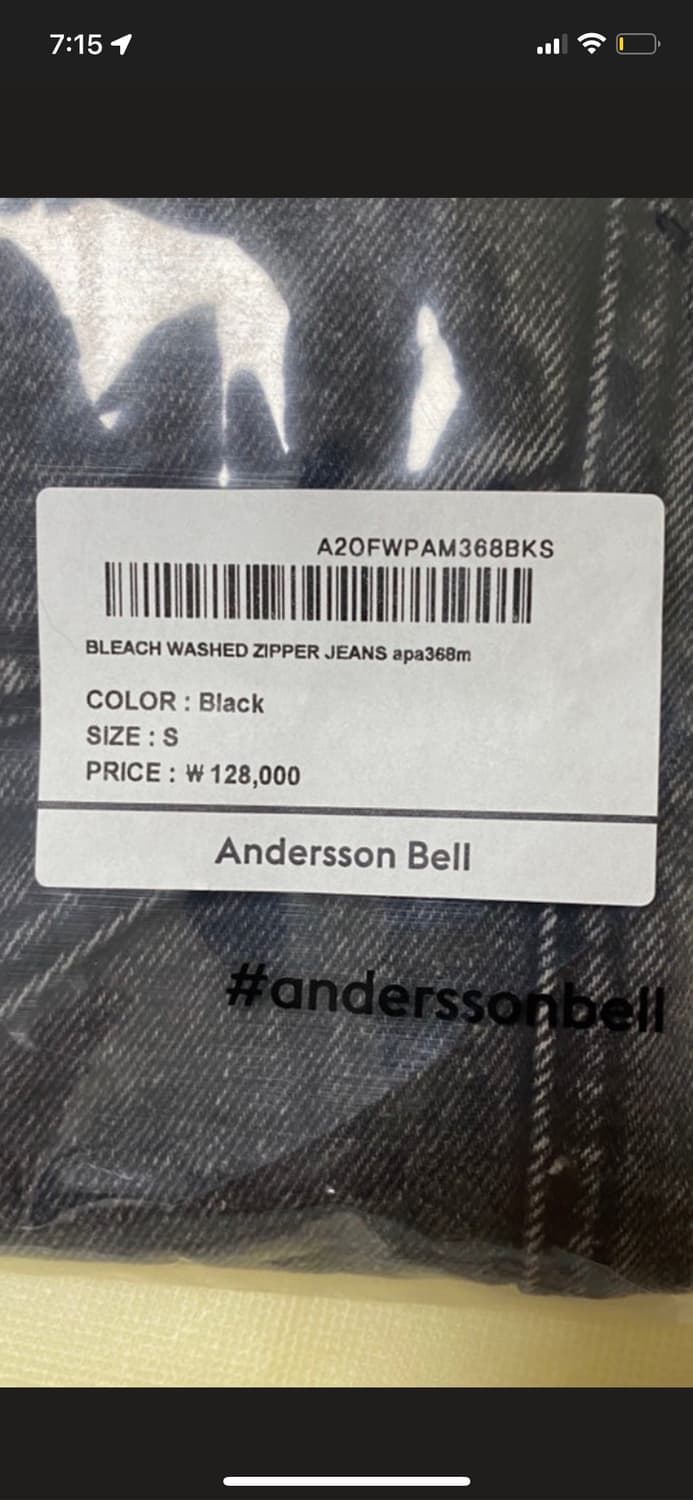 7:15
A20FWPAM368BKS
BLEACH WASHED ZIPPER JEANS apa368m
COLOR : Black
SIZE : S
PRICE : ₩ 128,000
Andersson Bell
#anderssonbell